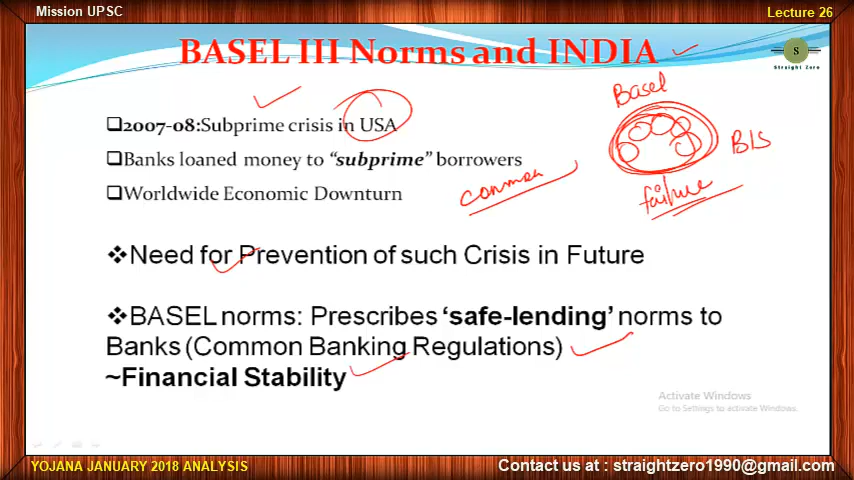 Mission UPSC
Lecture 26
BASEL III Norms and INDIA
S
Straight Zero
Basel
❑2007-08:Subprime crisis in USA
BIS
❑Banks loaned money to "subprime" borrowers
❑Worldwide Economic Downturn
common
failure
❖Need for Prevention of such Crisis in Future
❖BASEL norms: Prescribes 'safe-lending' norms to
Banks (Common Banking Regulations)
~Financial Stability
Activate Windows
Go to Settings to activate Windows.
YOJANA JANUARY 2018 ANALYSIS
Contact us at : straightzero1990@gmail.com